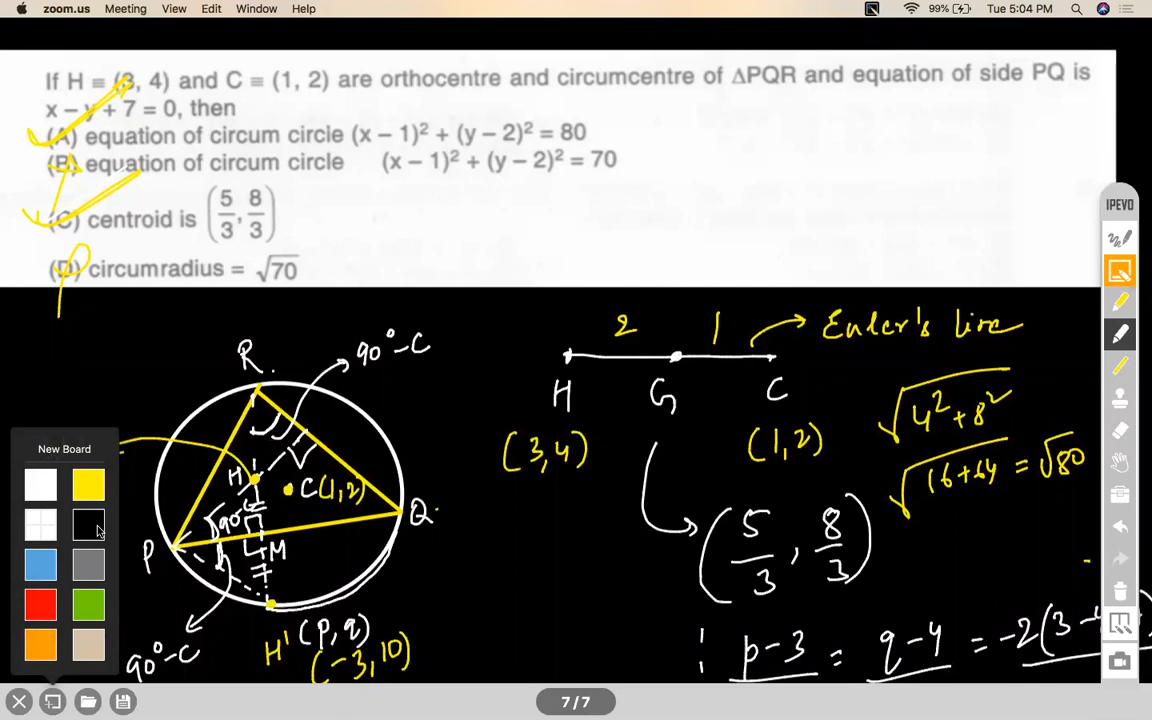 zoom.us Meeting View Edit Window Help 99% Tue 5:04 PM
If H ≡ (3, 4) and C ≡ (1, 2) are orthocentre and circumcentre of ΔPQR and equation of side PQ is
x – y + 7 = 0, then
(A) equation of circum circle (x – 1)² + (y – 2)² = 80
(B) equation of circum circle (x – 1)² + (y – 2)² = 70
(C) centroid is (5/3, 8/3)
(D) circumradius = √70
IPEVO
2 1 Euler's line
R 90°-C
H G C
√4²+8²
(3,4) (1,2)
√16+64 = √80
New Board
H C(1,2)
Q
90°
(5/3, 8/3)
P M
H' (p,q)
90°-C (-3,10)
p-3 = q-4 = -2(3-4
7/7